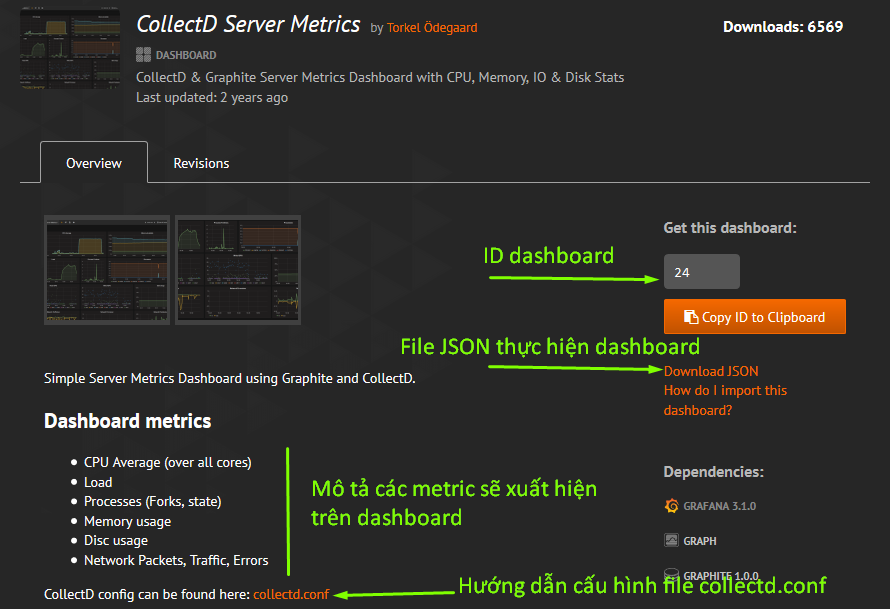 CollectD Server Metrics by Torkel Ödegaard
Downloads: 6569
DASHBOARD
CollectD & Graphite Server Metrics Dashboard with CPU, Memory, IO & Disk Stats
Last updated: 2 years ago
Overview
Revisions
Get this dashboard:
ID dashboard
24
Copy ID to Clipboard
File JSON thực hiện dashboard
Download JSON
How do I import this
dashboard?
Simple Server Metrics Dashboard using Graphite and CollectD.
Dashboard metrics
CPU Average (over all cores)
Load
Processes (Forks, state)
Memory usage
Disc usage
Network Packets, Traffic, Errors
Mô tả các metric sẽ xuất hiện
trên dashboard
Dependencies:
GRAFANA 3.1.0
GRAPH
GRAPHITE 1.0.0
CollectD config can be found here: collectd.conf
Hướng dẫn cấu hình file collectd.conf